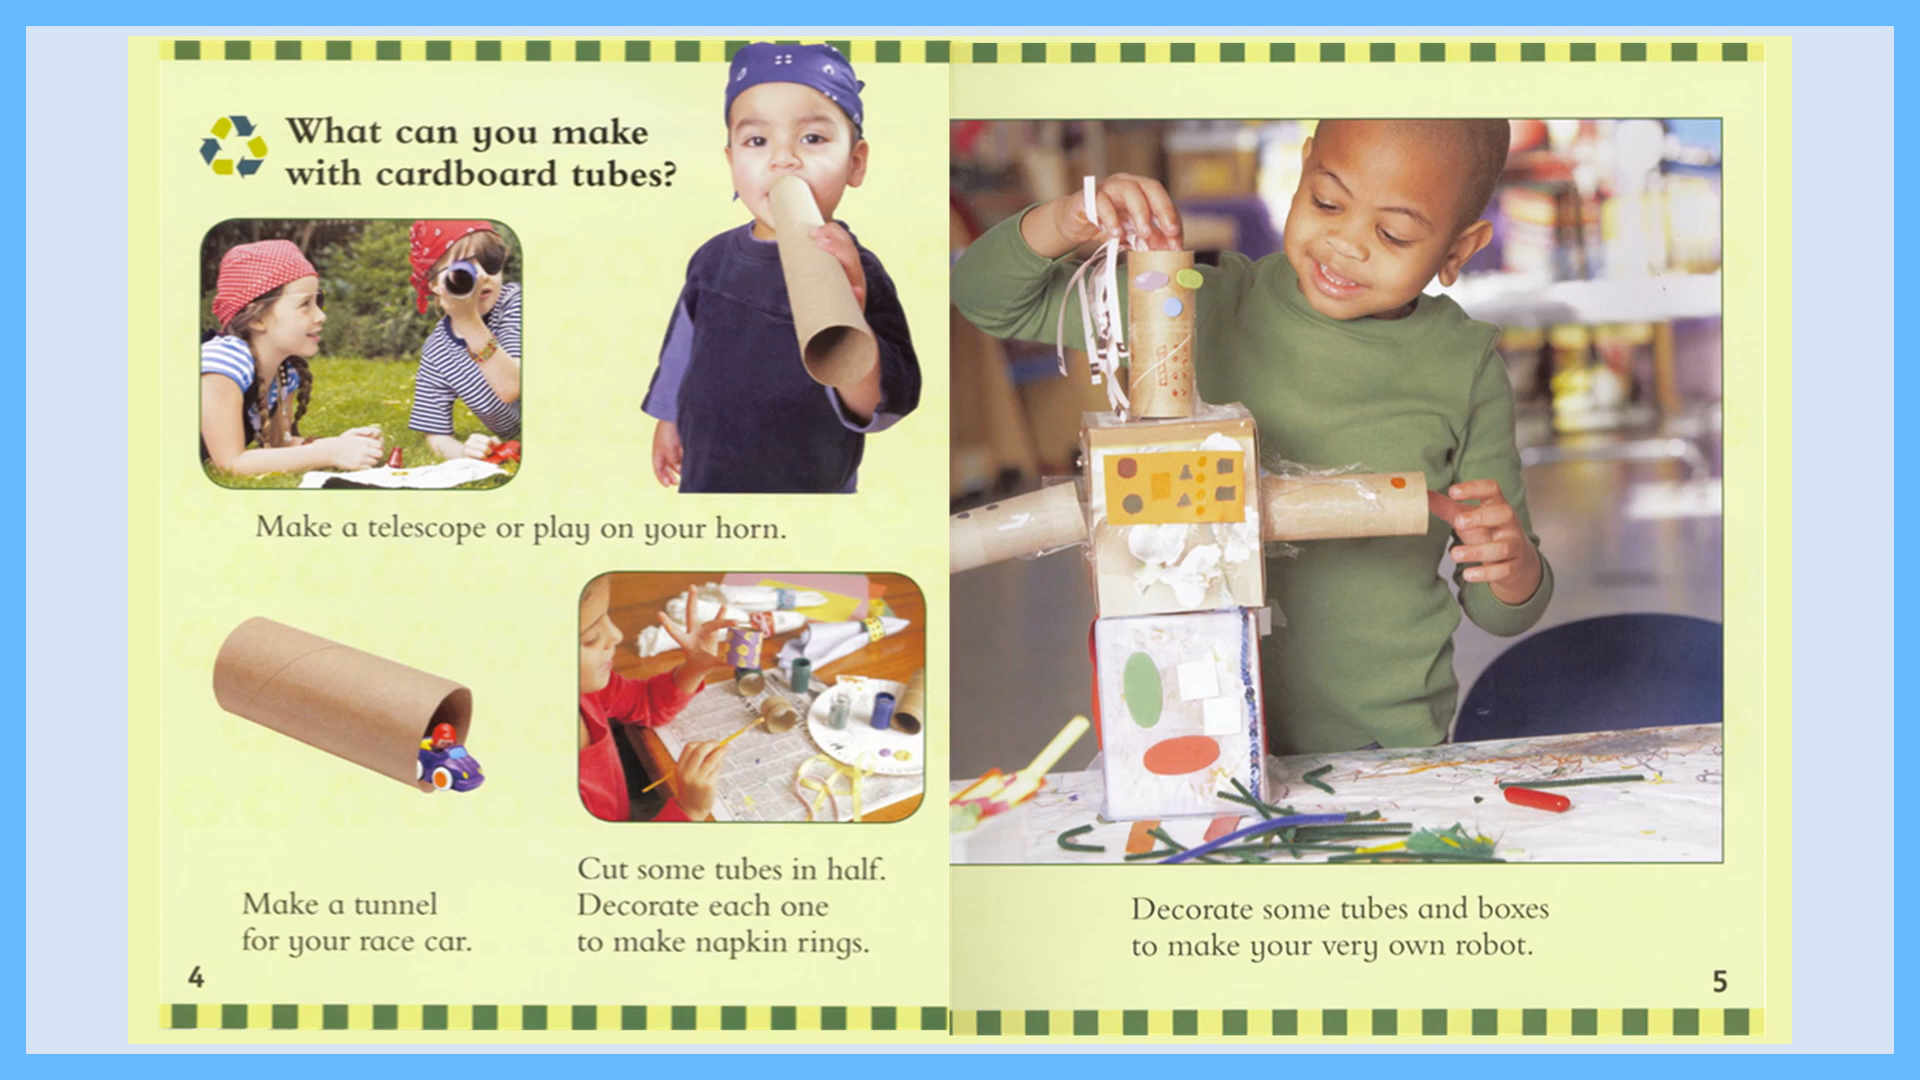 What can you make
with cardboard tubes?
Make a telescope or play on your horn.
Make a tunnel
for your race car.
Cut some tubes in half.
Decorate each one
to make napkin rings.
4
Decorate some tubes and boxes
to make your very own robot.
5